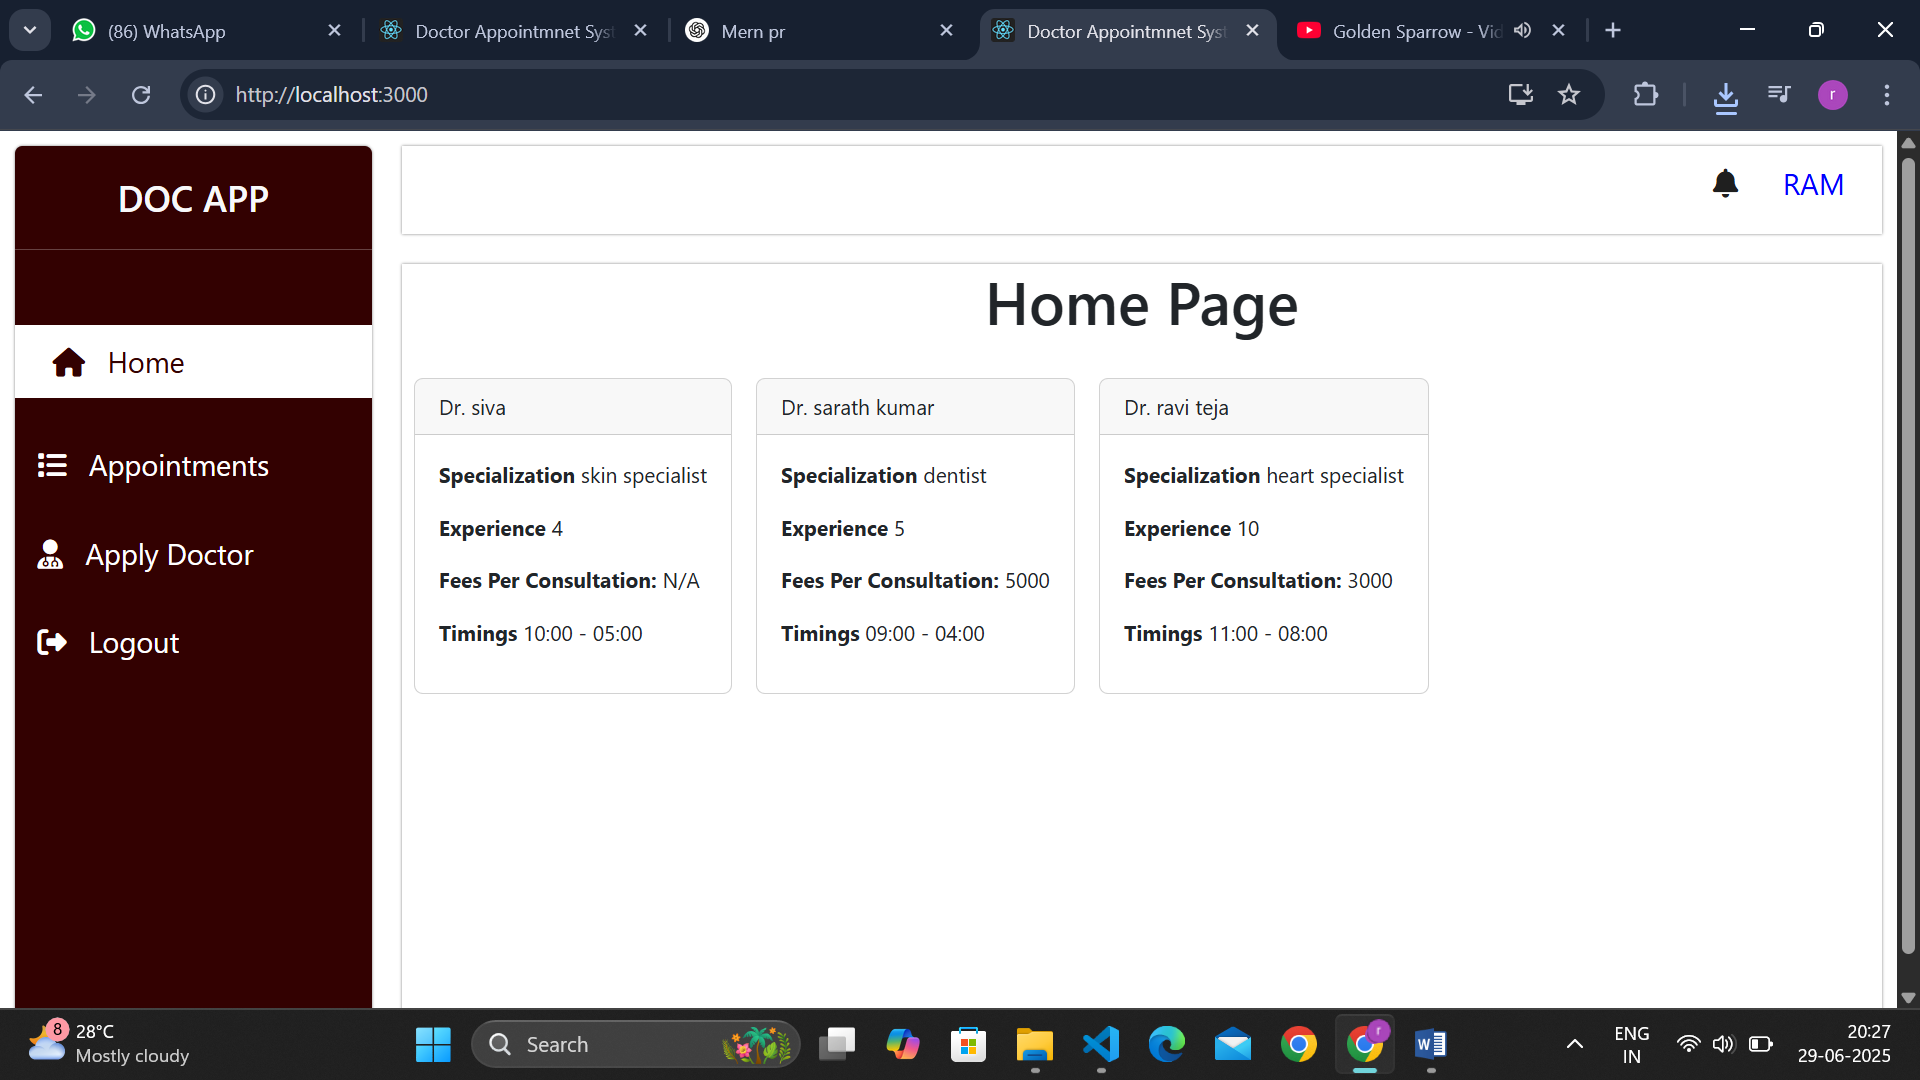 (86) WhatsApp
Doctor Appointmnet Syst
Mern pr
Doctor Appointmnet Syst
Golden Sparrow - Vid
http://localhost:3000
r
DOC APP
RAM
Home
Appointments
Apply Doctor
Logout
Home Page
Dr. siva
Specialization skin specialist
Experience 4
Fees Per Consultation: N/A
Timings 10:00 - 05:00
Dr. sarath kumar
Specialization dentist
Experience 5
Fees Per Consultation: 5000
Timings 09:00 - 04:00
Dr. ravi teja
Specialization heart specialist
Experience 10
Fees Per Consultation: 3000
Timings 11:00 - 08:00
8
28°C
Mostly cloudy
Search
r
W
ENG
IN
20:27
29-06-2025